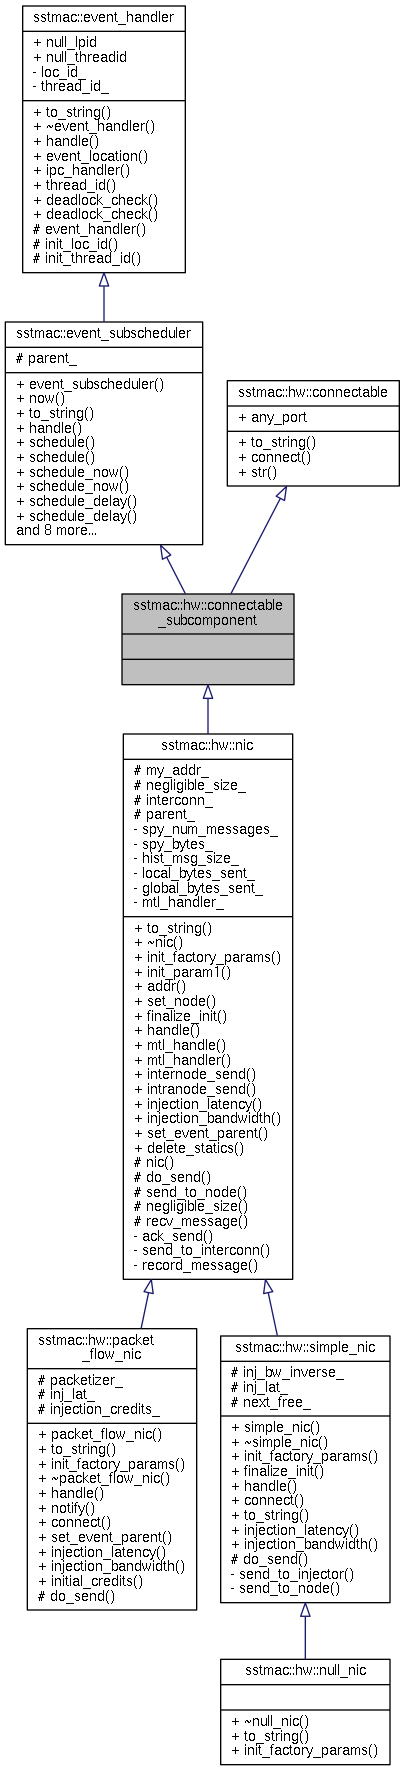 sstmac::event_handler
+ null_lpid
+ null_threadid
- loc_id_
- thread_id_
+ to_string()
+ ~event_handler()
+ handle()
+ event_location()
+ ipc_handler()
+ thread_id()
+ deadlock_check()
+ deadlock_check()
# event_handler()
# init_loc_id()
# init_thread_id()
sstmac::event_subscheduler
# parent_
+ event_subscheduler()
+ now()
+ to_string()
+ handle()
+ schedule()
+ schedule()
+ schedule_now()
+ schedule_now()
+ schedule_delay()
+ schedule_delay()
and 8 more...
sstmac::hw::connectable
+ any_port
+ to_string()
+ connect()
+ str()
sstmac::hw::connectable
_subcomponent
sstmac::hw::nic
# my_addr_
# negligible_size_
# interconn_
# parent_
- spy_num_messages_
- spy_bytes_
- hist_msg_size_
- local_bytes_sent_
- global_bytes_sent_
- mtl_handler_
+ to_string()
+ ~nic()
+ init_factory_params()
+ init_param1()
+ addr()
+ set_node()
+ finalize_init()
+ handle()
+ mtl_handle()
+ mtl_handler()
+ internode_send()
+ intranode_send()
+ injection_latency()
+ injection_bandwidth()
+ set_event_parent()
+ delete_statics()
# nic()
# do_send()
# send_to_node()
# negligible_size()
# recv_message()
- ack_send()
- send_to_interconn()
- record_message()
sstmac::hw::packet
_flow_nic
# packetizer_
# inj_lat_
# injection_credits_
+ packet_flow_nic()
+ to_string()
+ init_factory_params()
+ ~packet_flow_nic()
+ handle()
+ notify()
+ connect()
+ set_event_parent()
+ injection_latency()
+ injection_bandwidth()
+ initial_credits()
# do_send()
sstmac::hw::simple_nic
# inj_bw_inverse_
# inj_lat_
# next_free_
+ simple_nic()
+ ~simple_nic()
+ init_factory_params()
+ finalize_init()
+ handle()
+ connect()
+ to_string()
+ injection_latency()
+ injection_bandwidth()
# do_send()
- send_to_injector()
- send_to_node()
sstmac::hw::null_nic
+ ~null_nic()
+ to_string()
+ init_factory_params()